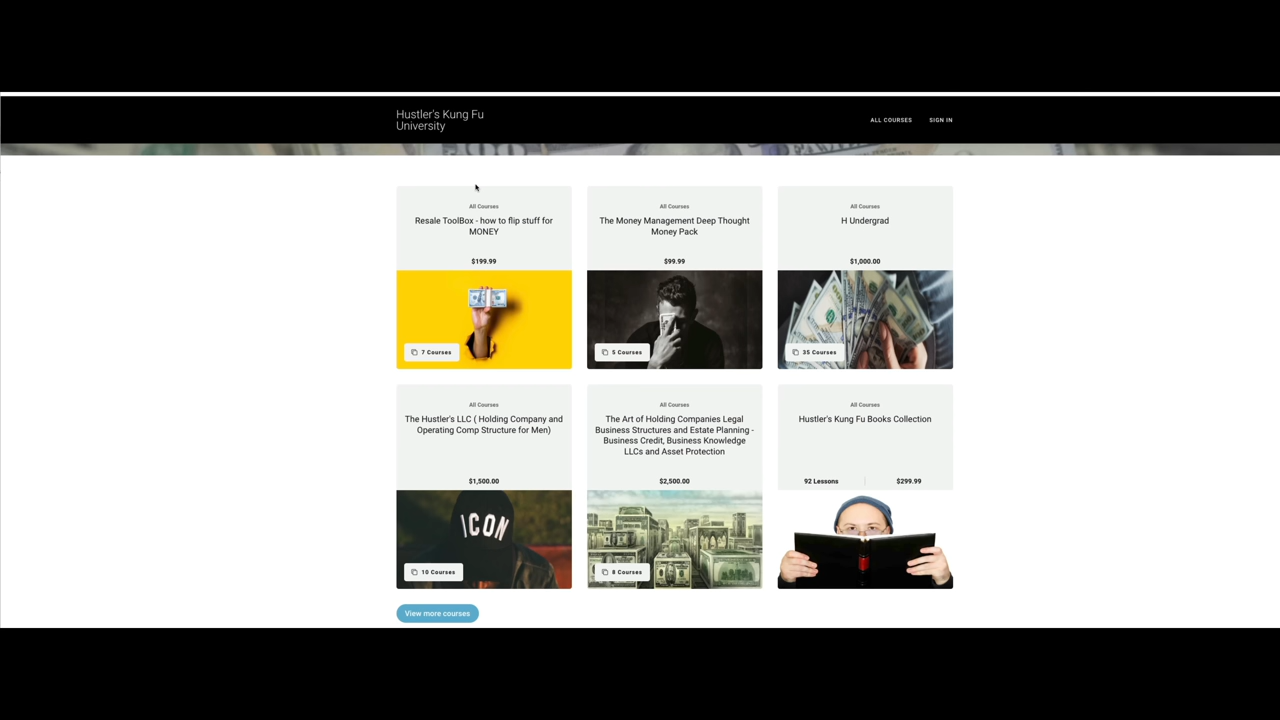 Hustler's Kung Fu
University
ALL COURSES
SIGN IN
All Courses
Resale ToolBox - how to flip stuff for
MONEY
$199.99
7 Courses
All Courses
The Money Management Deep Thought
Money Pack
$99.99
5 Courses
All Courses
H Undergrad
$1,000.00
35 Courses
All Courses
The Hustler's LLC ( Holding Company and
Operating Comp Structure for Men)
$1,500.00
ICON
10 Courses
All Courses
The Art of Holding Companies Legal
Business Structures and Estate Planning -
Business Credit, Business Knowledge
LLCs and Asset Protection
$2,500.00
8 Courses
All Courses
Hustler's Kung Fu Books Collection
92 Lessons
$299.99
View more courses